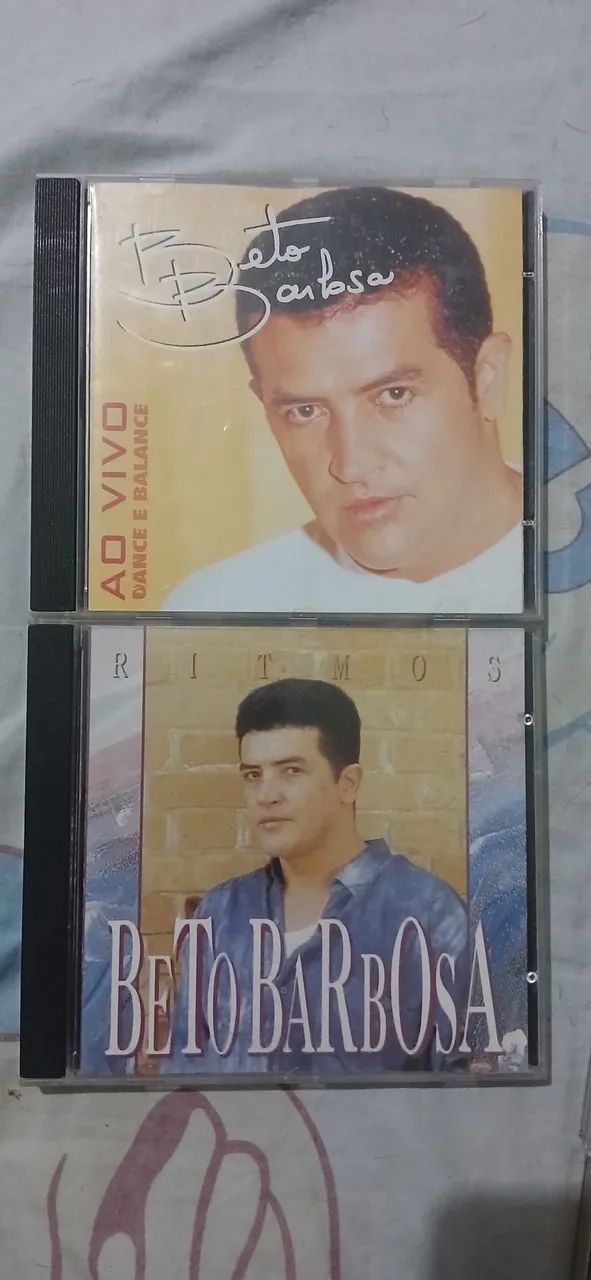 Beto
Barbosa
AO VIVO
DANCE E BALANCE
RITMOS
BETO BARBOSA